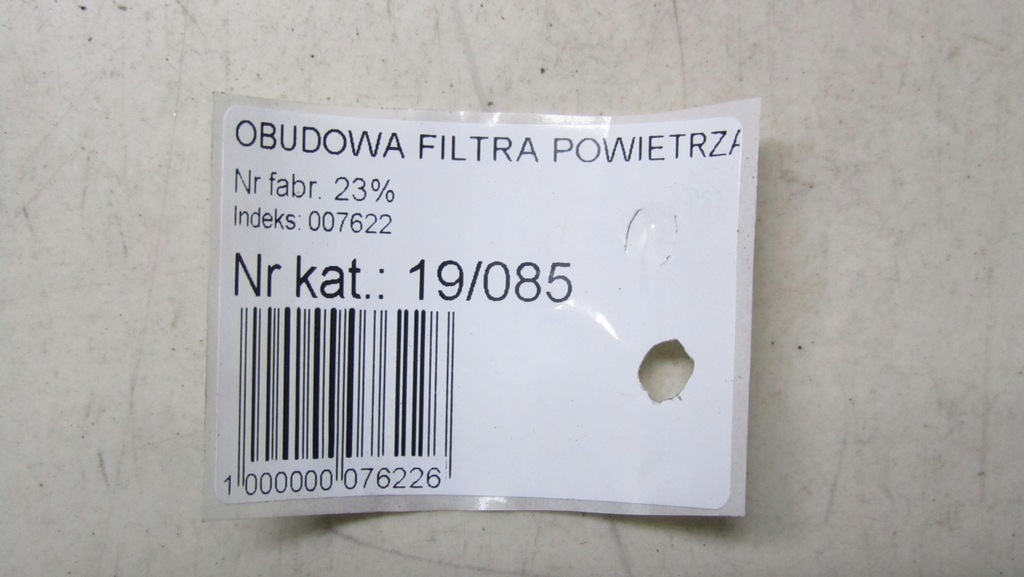 OBUDOWA FILTRA POWIETRZA
Nr fabr. 23%
Indeks: 007622
Nr kat.: 19/085
1 000000 076226